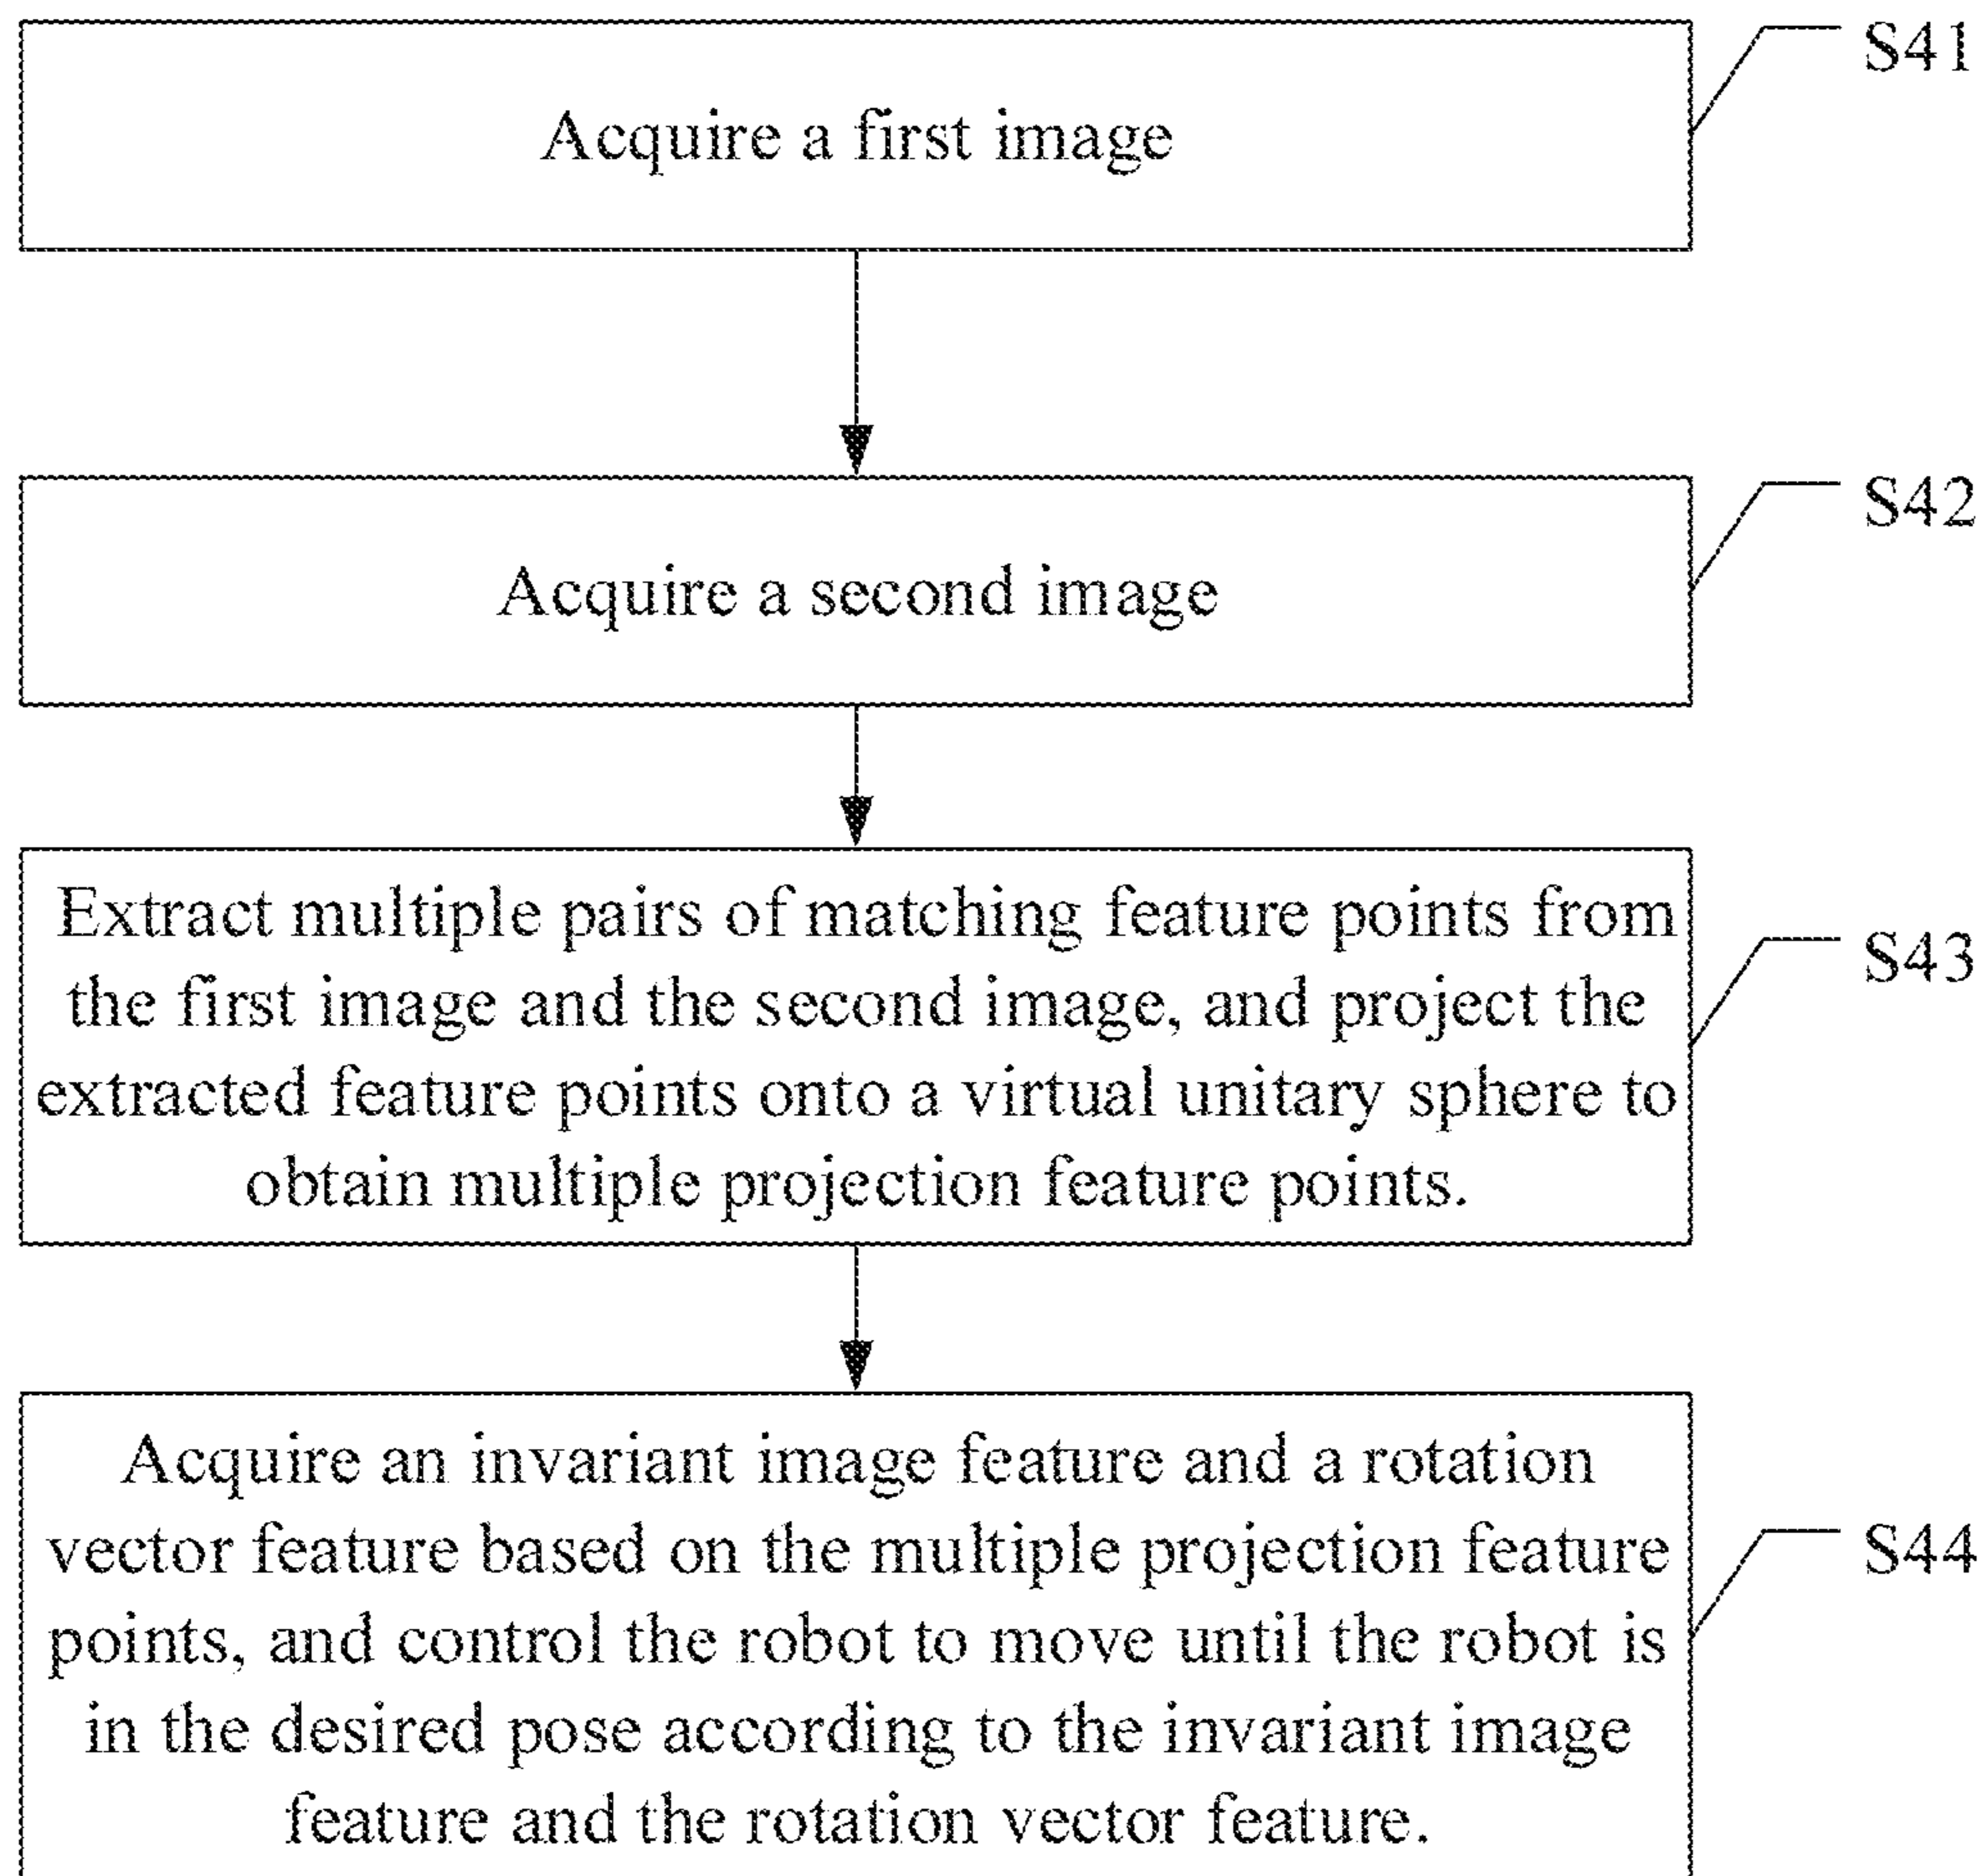 Acquire a first image
S41
Acquire a second image
S42
Extract multiple pairs of matching feature points from
the first image and the second image, and project the
extracted feature points onto a virtual unitary sphere to
obtain multiple projection feature points.
S43
Acquire an invariant image feature and a rotation
vector feature based on the multiple projection feature
points, and control the robot to move until the robot is
in the desired pose according to the invariant image
feature and the rotation vector feature.
S44